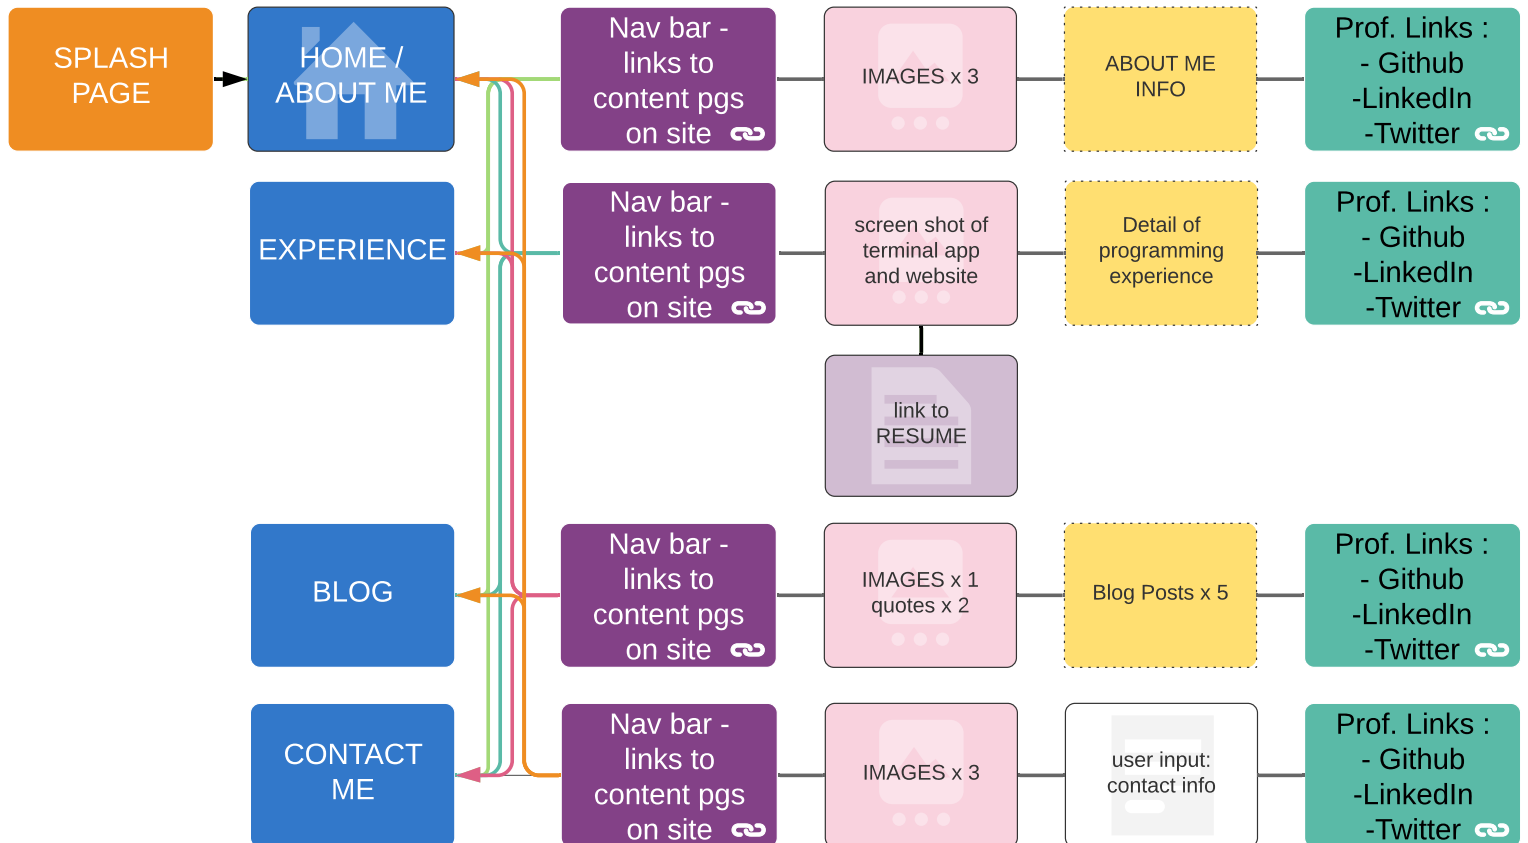 SPLASH
PAGE
HOME /
ABOUT ME
Nav bar -
links to
content pgs
on site
IMAGES x 3
ABOUT ME
INFO
Prof. Links :
- Github
-LinkedIn
-Twitter
EXPERIENCE
Nav bar -
links to
content pgs
on site
screen shot of
terminal app
and website
Detail of
programming
experience
Prof. Links :
- Github
-LinkedIn
-Twitter
link to
RESUME
BLOG
Nav bar -
links to
content pgs
on site
IMAGES x 1
quotes x 2
Blog Posts x 5
Prof. Links :
- Github
-LinkedIn
-Twitter
CONTACT
ME
Nav bar -
links to
content pgs
on site
IMAGES x 3
user input:
contact info
Prof. Links :
- Github
-LinkedIn
-Twitter